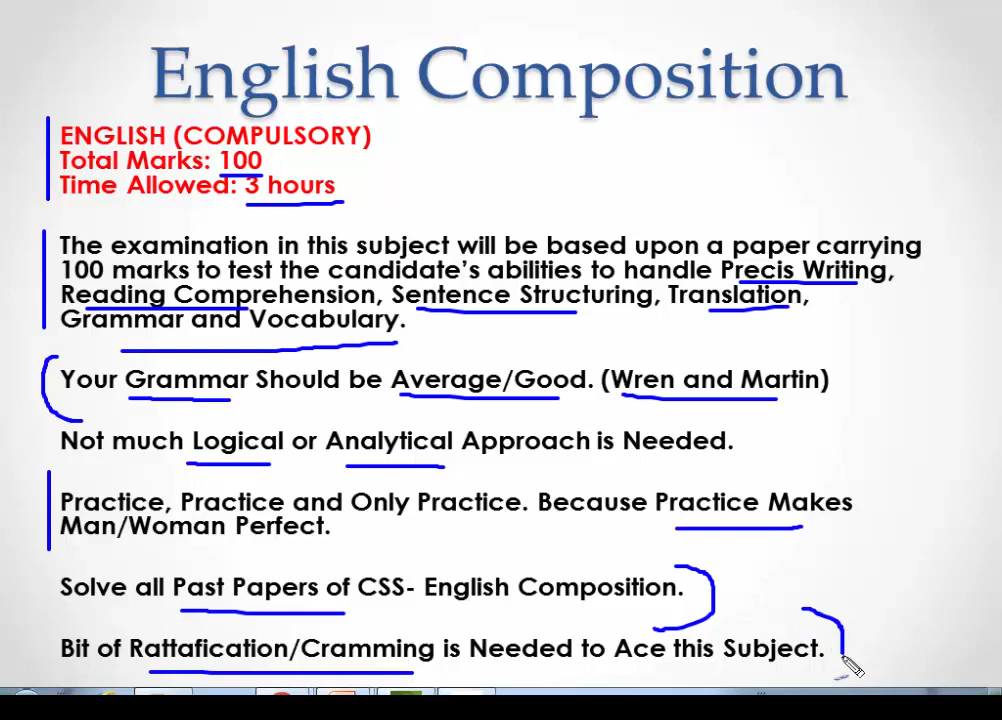 English Composition
ENGLISH (COMPULSORY)
Total Marks: 100
Time Allowed: 3 hours
The examination in this subject will be based upon a paper carrying
100 marks to test the candidate's abilities to handle Precis Writing,
Reading Comprehension, Sentence Structuring, Translation,
Grammar and Vocabulary.
Your Grammar Should be Average/Good. (Wren and Martin)
Not much Logical or Analytical Approach is Needed.
Practice, Practice and Only Practice. Because Practice Makes
Man/Woman Perfect.
Solve all Past Papers of CSS- English Composition.
Bit of Rattafication/Cramming is Needed to Ace this Subject.